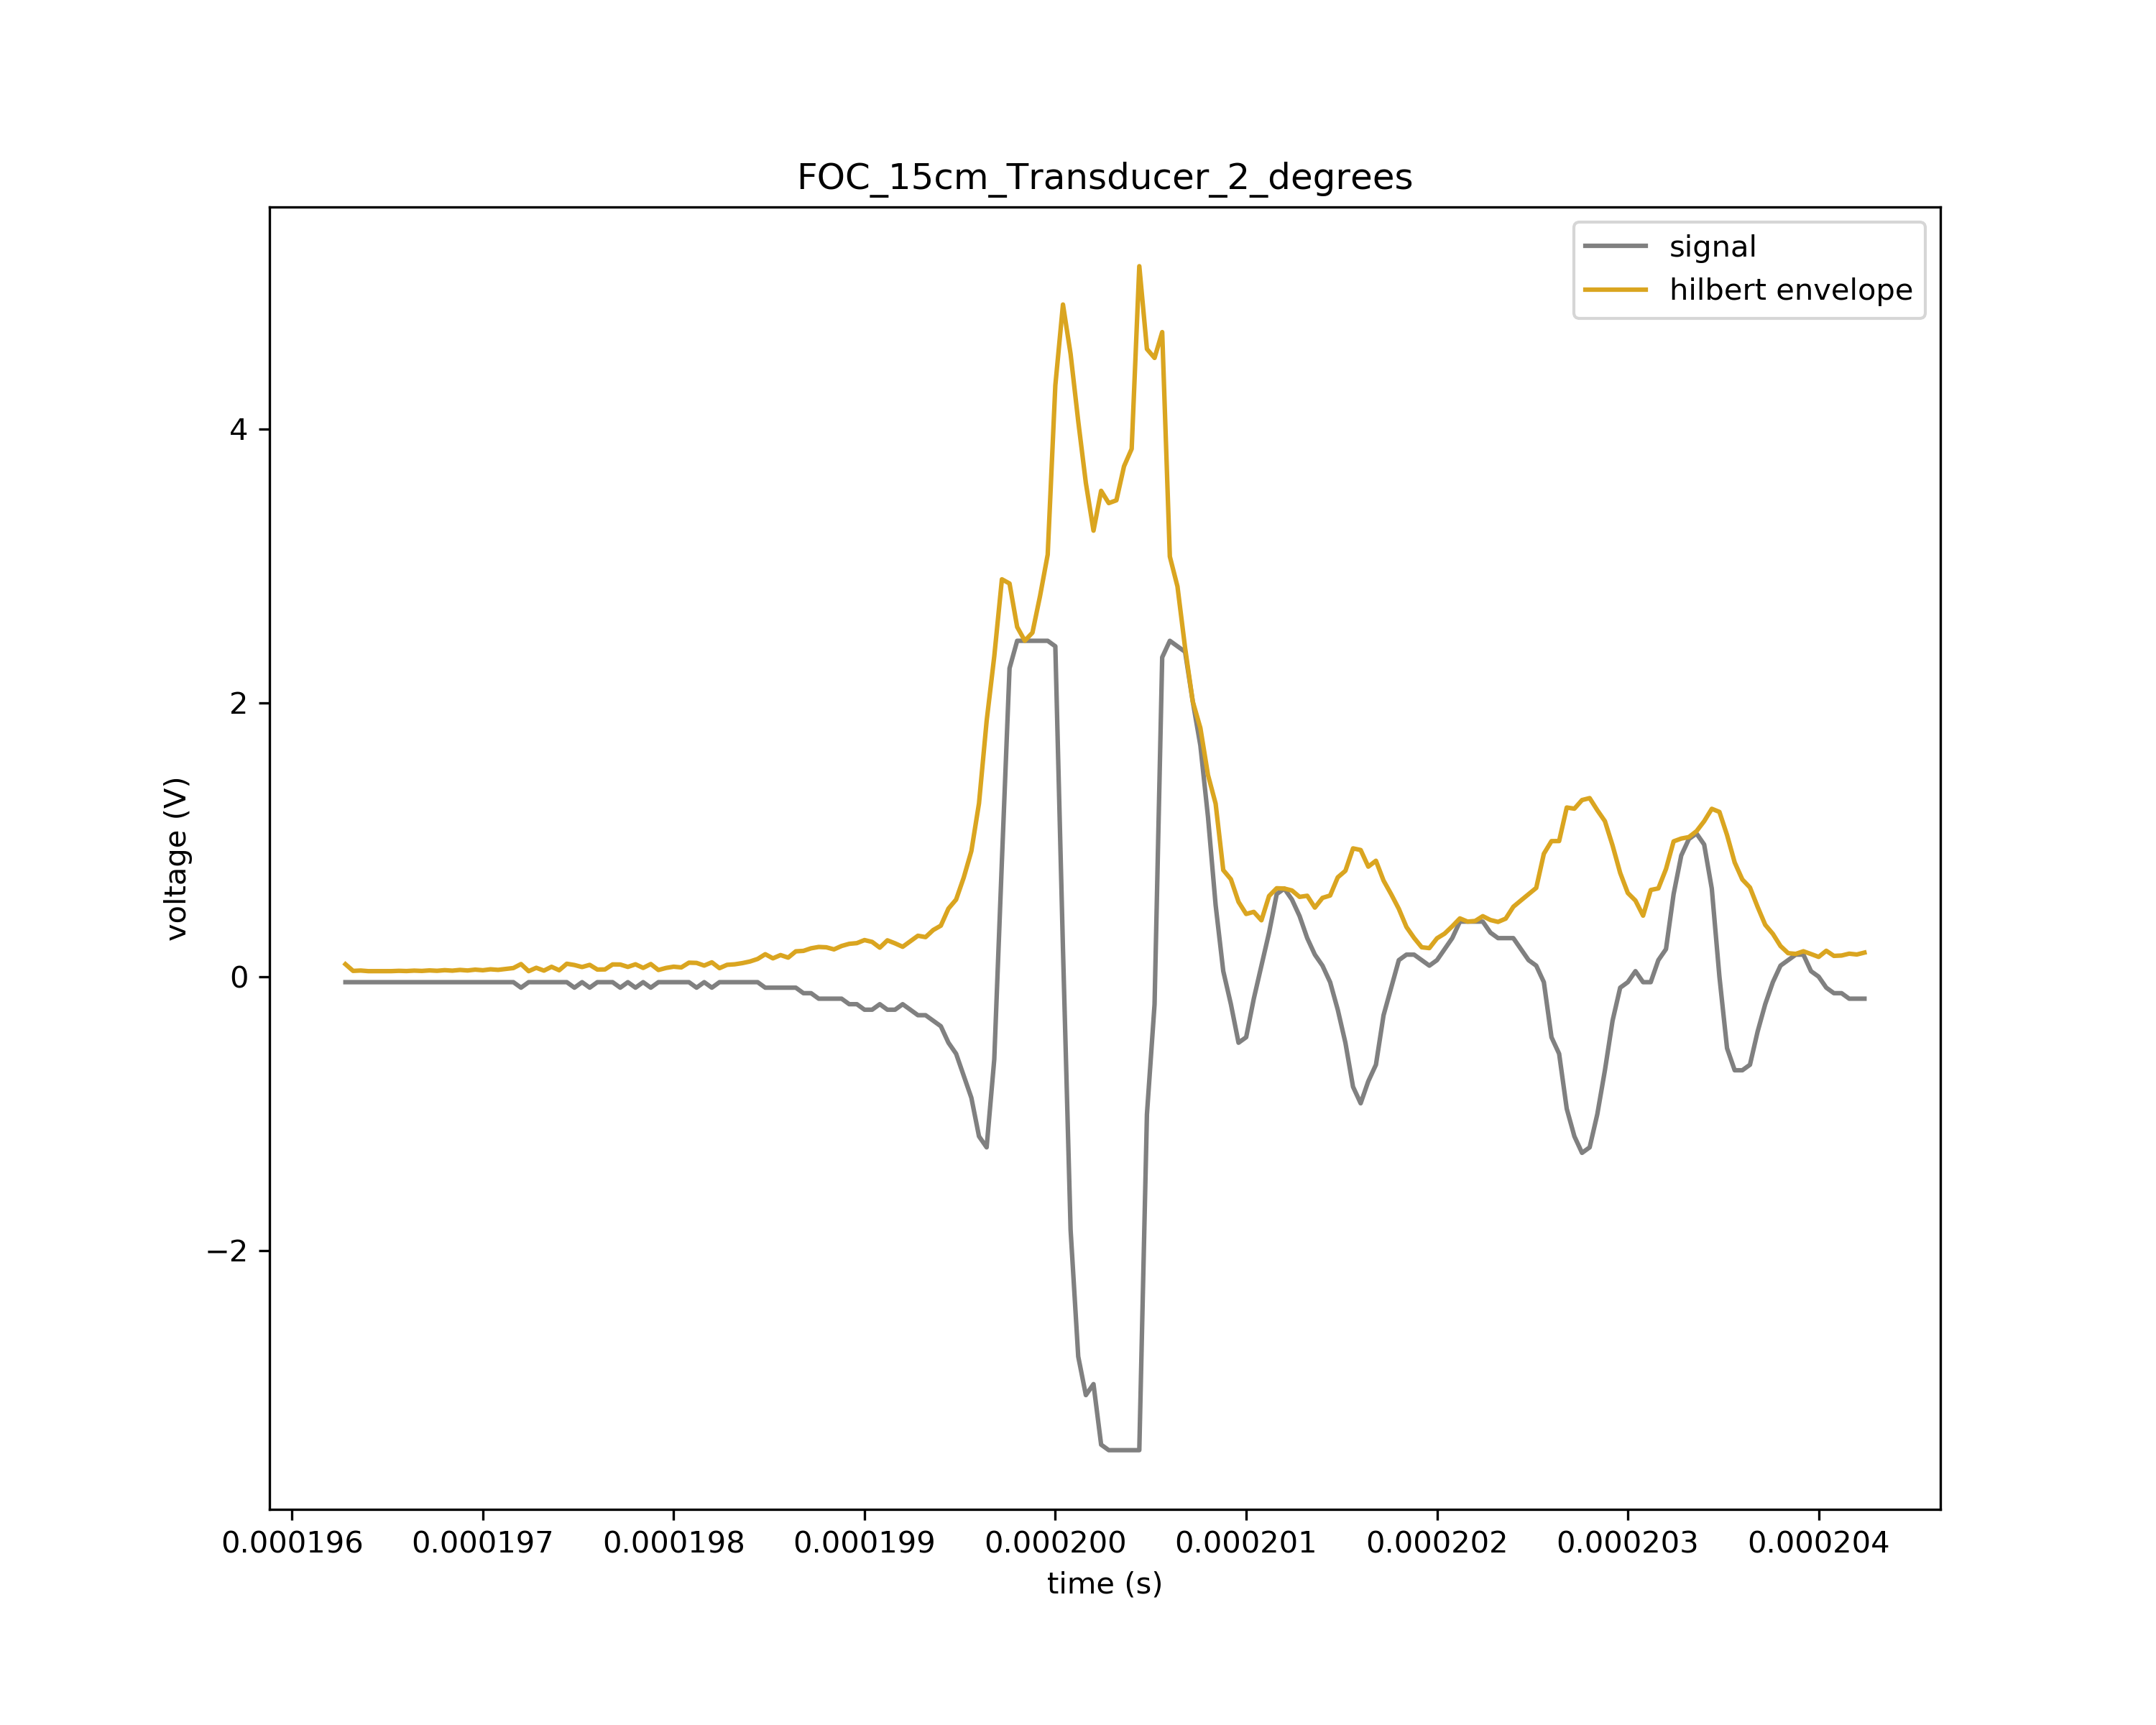 FOC_15cm_Transducer_2_degrees
signal
hilbert envelope
4
2
0
−2
voltage (V)
0.000196 0.000197 0.000198 0.000199 0.000200 0.000201 0.000202 0.000203 0.000204
time (s)